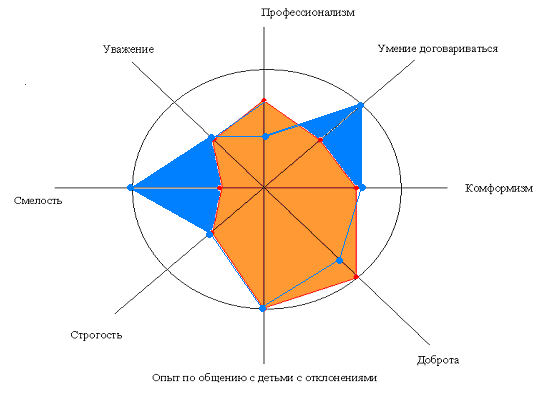 Профессионализм
Уважение
Умение договариваться
Смелость
Комформизм
Строгость
Доброта
Опыт по общению с детьми с отклонениями